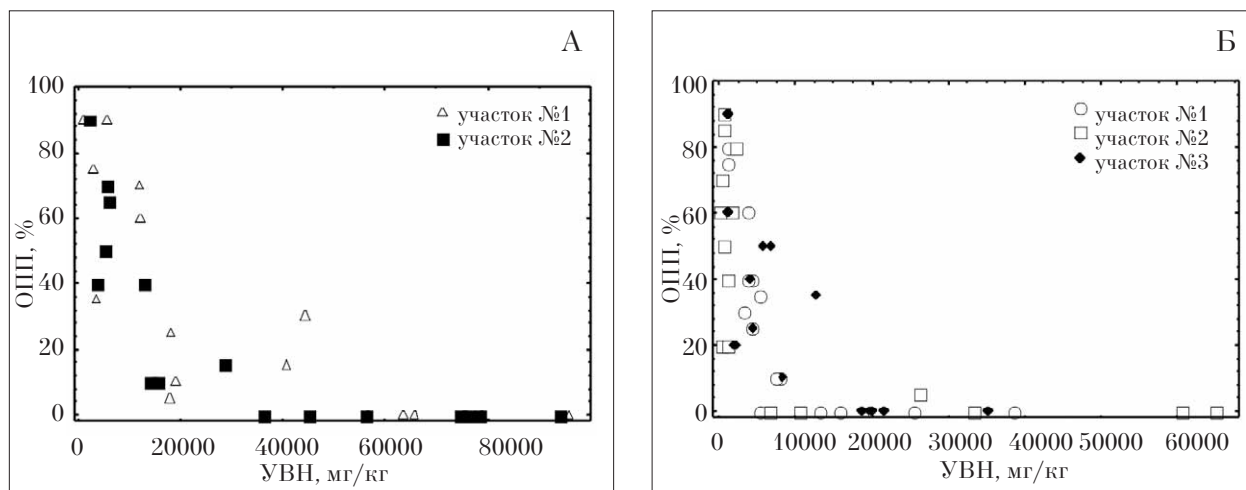 А
100
80
60
40
20
0
ОПП, %
участок №1
участок №2
0 20000 40000 60000 80000
УВН, мг/кг
Б
100
80
60
40
20
0
ОПП, %
участок №1
участок №2
участок №3
0 10000 20000 30000 40000 50000 60000
УВН, мг/кг